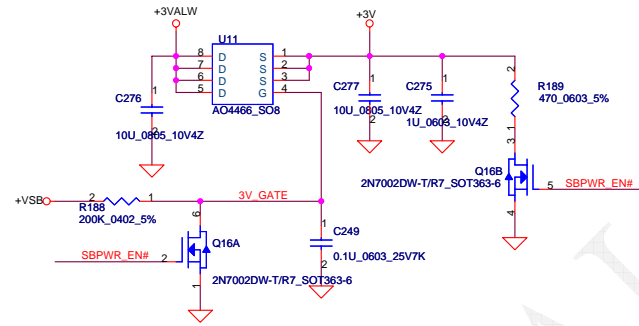 +3VALW
+3V
U11
8 D S 1
7 D S 2
6 D S 3
5 D G 4
AO4466_SO8
C276
1
2
10U_0805_10V4Z
C277
1
2
10U_0805_10V4Z
C275
1
2
1U_0603_10V4Z
2
R189
470_0603_5%
1
3
Q16B
2N7002DW-T/R7_SOT363-6
5
SBPWR_EN#
4
+VSB
2
1
R188
200K_0402_5%
3V_GATE
6
Q16A
SBPWR_EN#
2
1
2N7002DW-T/R7_SOT363-6
1
C249
0.1U_0603_25V7K
2